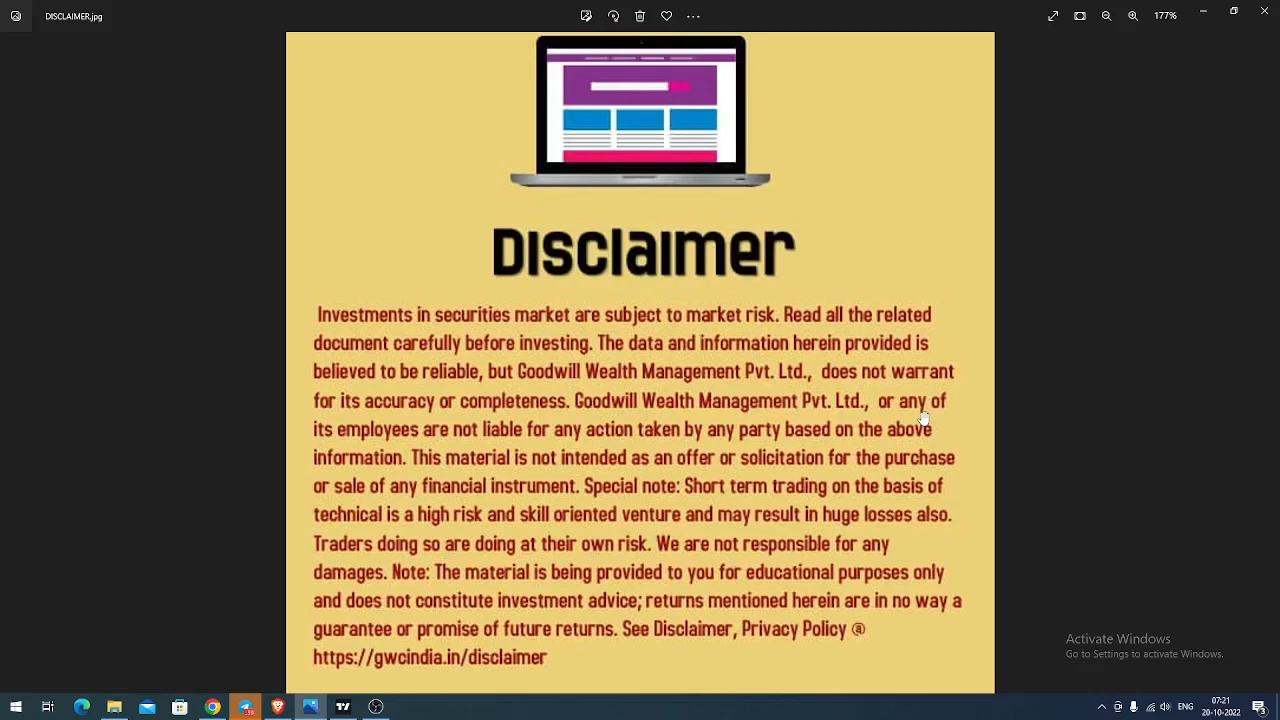 DISCLAIMER.jpg
177%
Disclaimer
Investments in securities market are subject to market risk. Read all the related
document carefully before investing. The data and information herein provided is
believed to be reliable, but Goodwill Wealth Management Pvt. Ltd., does not warrant
for its accuracy or completeness. Goodwill Wealth Management Pvt. Ltd., or any of
its employees are not liable for any action taken by any party based on the above
information. This material is not intended as an offer or solicitation for the purchase
or sale of any financial instrument. Special note: Short term trading on the basis of
technical is a high risk and skill oriented venture and may result in huge losses also.
Traders doing so are doing at their own risk. We are not responsible for any
damages. Note: The material is being provided to you for educational purposes only
and does not constitute investment advice; returns mentioned herein are in no way a
guarantee or promise of future returns. See Disclaimer, Privacy Policy @
https://gwcindia.in/disclaimer
Activate Windows
Go to Settings to activate Windows.
ENG
07:21
20-10-2022